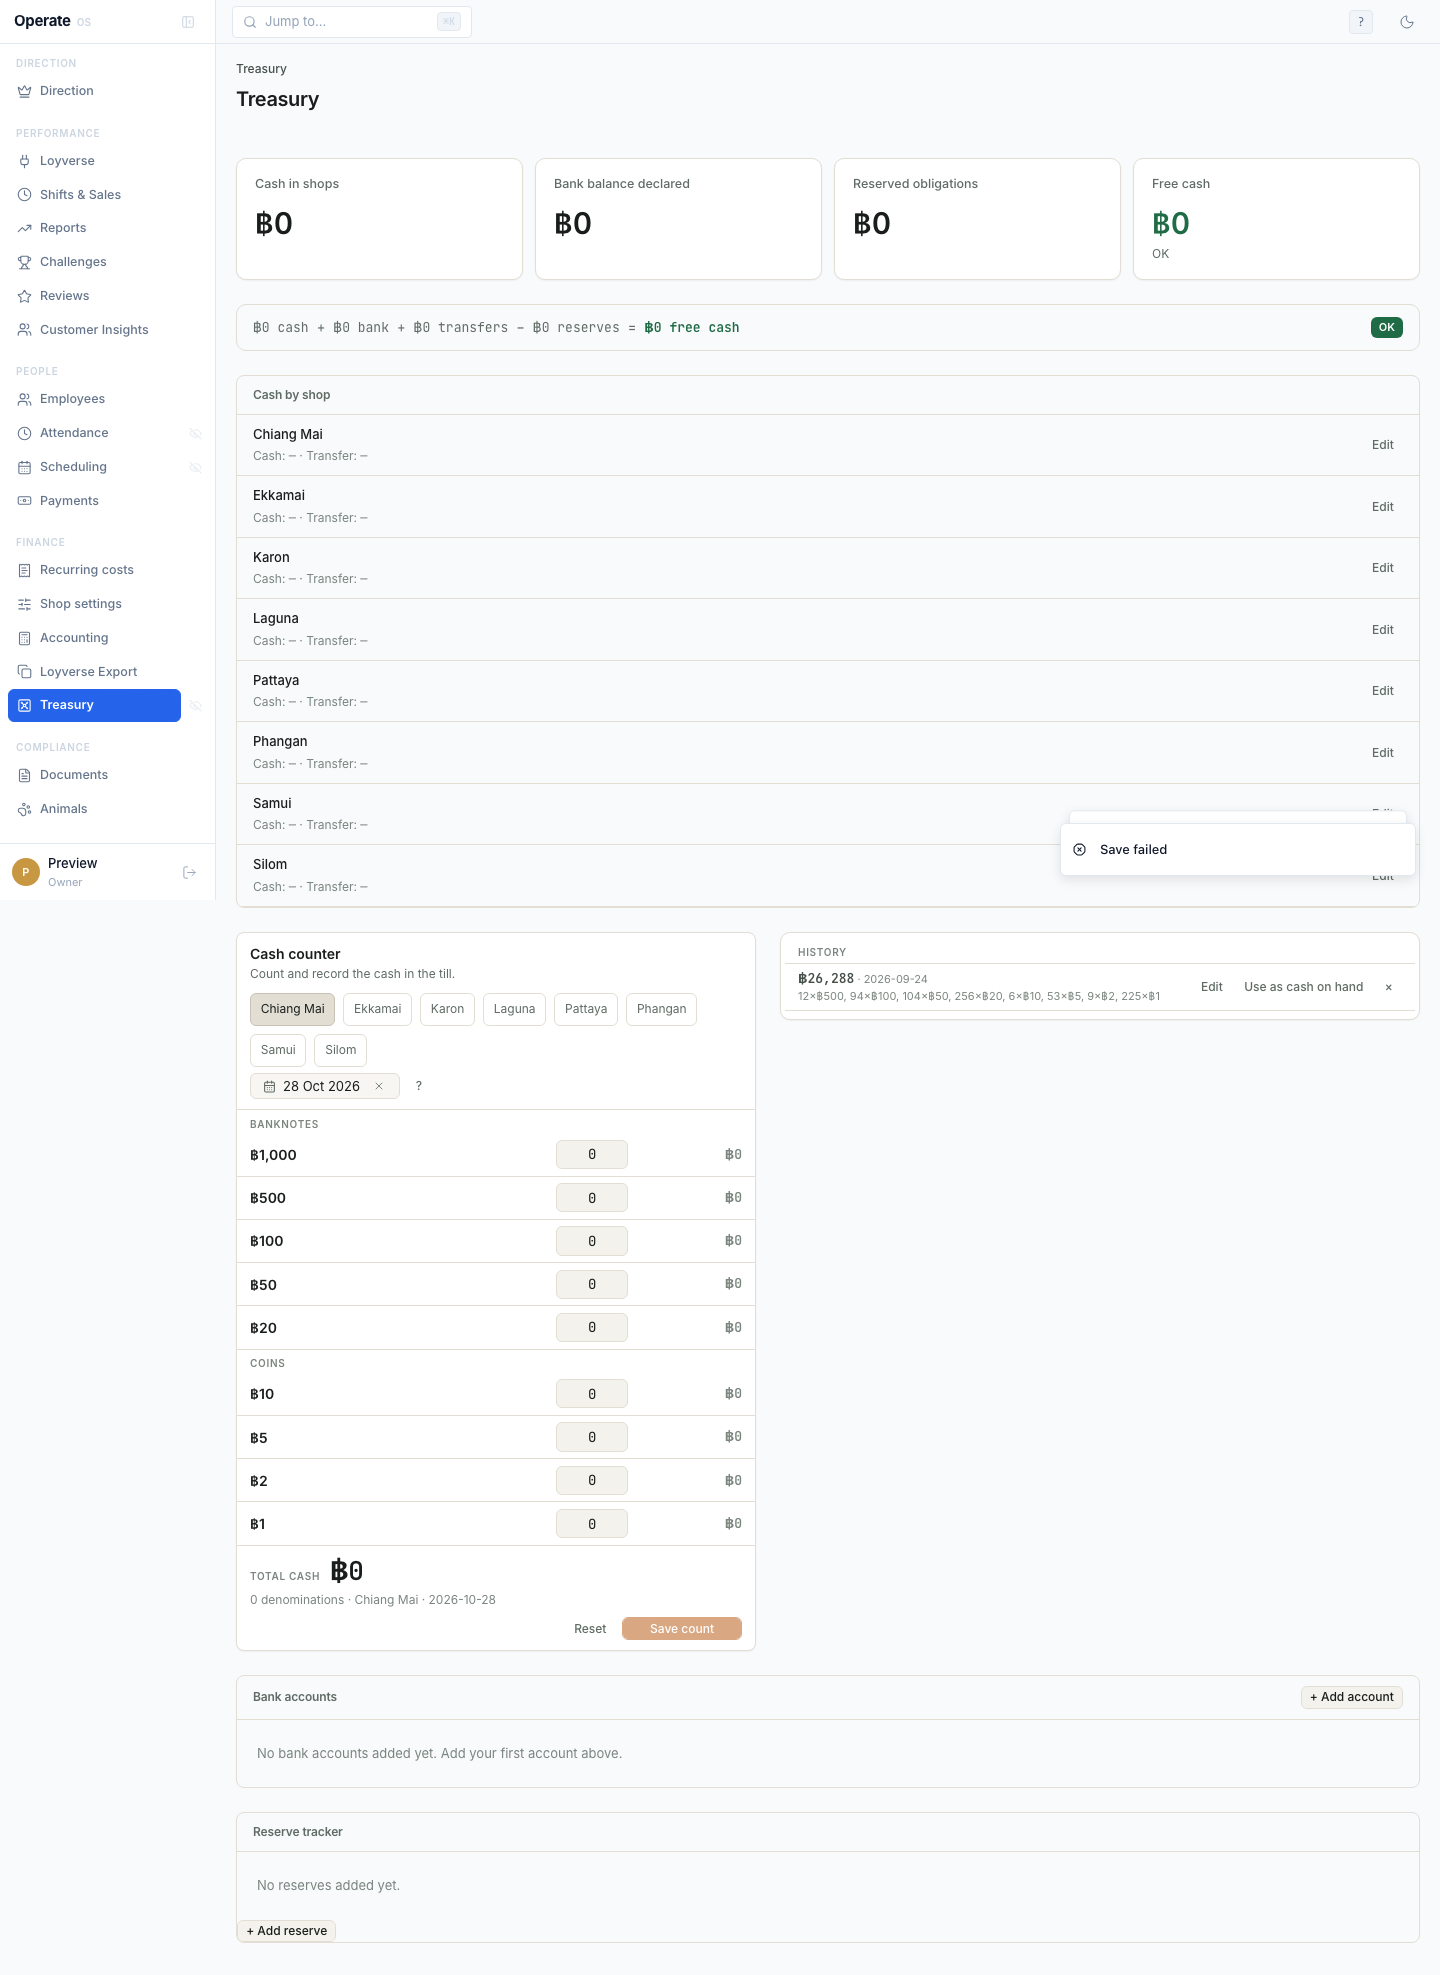 Operate OS
Jump to...
⌘K
?
DIRECTION
Direction
PERFORMANCE
Loyverse
Shifts & Sales
Reports
Challenges
Reviews
Customer Insights
PEOPLE
Employees
Attendance
Scheduling
Payments
FINANCE
Recurring costs
Shop settings
Accounting
Loyverse Export
Treasury
COMPLIANCE
Documents
Animals
P
Preview
Owner
Treasury
Treasury
Cash in shops
฿0
Bank balance declared
฿0
Reserved obligations
฿0
Free cash
฿0
OK
฿0 cash + ฿0 bank + ฿0 transfers − ฿0 reserves = ฿0 free cash
OK
Cash by shop
Chiang Mai
Cash: — · Transfer: —
Edit
Ekkamai
Cash: — · Transfer: —
Edit
Karon
Cash: — · Transfer: —
Edit
Laguna
Cash: — · Transfer: —
Edit
Pattaya
Cash: — · Transfer: —
Edit
Phangan
Cash: — · Transfer: —
Edit
Samui
Cash: — · Transfer: —
Edit
Save failed
Silom
Cash: — · Transfer: —
Edit
Cash counter
Count and record the cash in the till.
Chiang Mai
Ekkamai
Karon
Laguna
Pattaya
Phangan
Samui
Silom
28 Oct 2026
?
BANKNOTES
฿1,000 0 ฿0
฿500 0 ฿0
฿100 0 ฿0
฿50 0 ฿0
฿20 0 ฿0
COINS
฿10 0 ฿0
฿5 0 ฿0
฿2 0 ฿0
฿1 0 ฿0
TOTAL CASH ฿0
0 denominations · Chiang Mai · 2026-10-28
Reset
Save count
HISTORY
฿26,288 · 2026-09-24
12×฿500, 94×฿100, 104×฿50, 256×฿20, 6×฿10, 53×฿5, 9×฿2, 225×฿1
Edit
Use as cash on hand
×
Bank accounts
+ Add account
No bank accounts added yet. Add your first account above.
Reserve tracker
No reserves added yet.
+ Add reserve